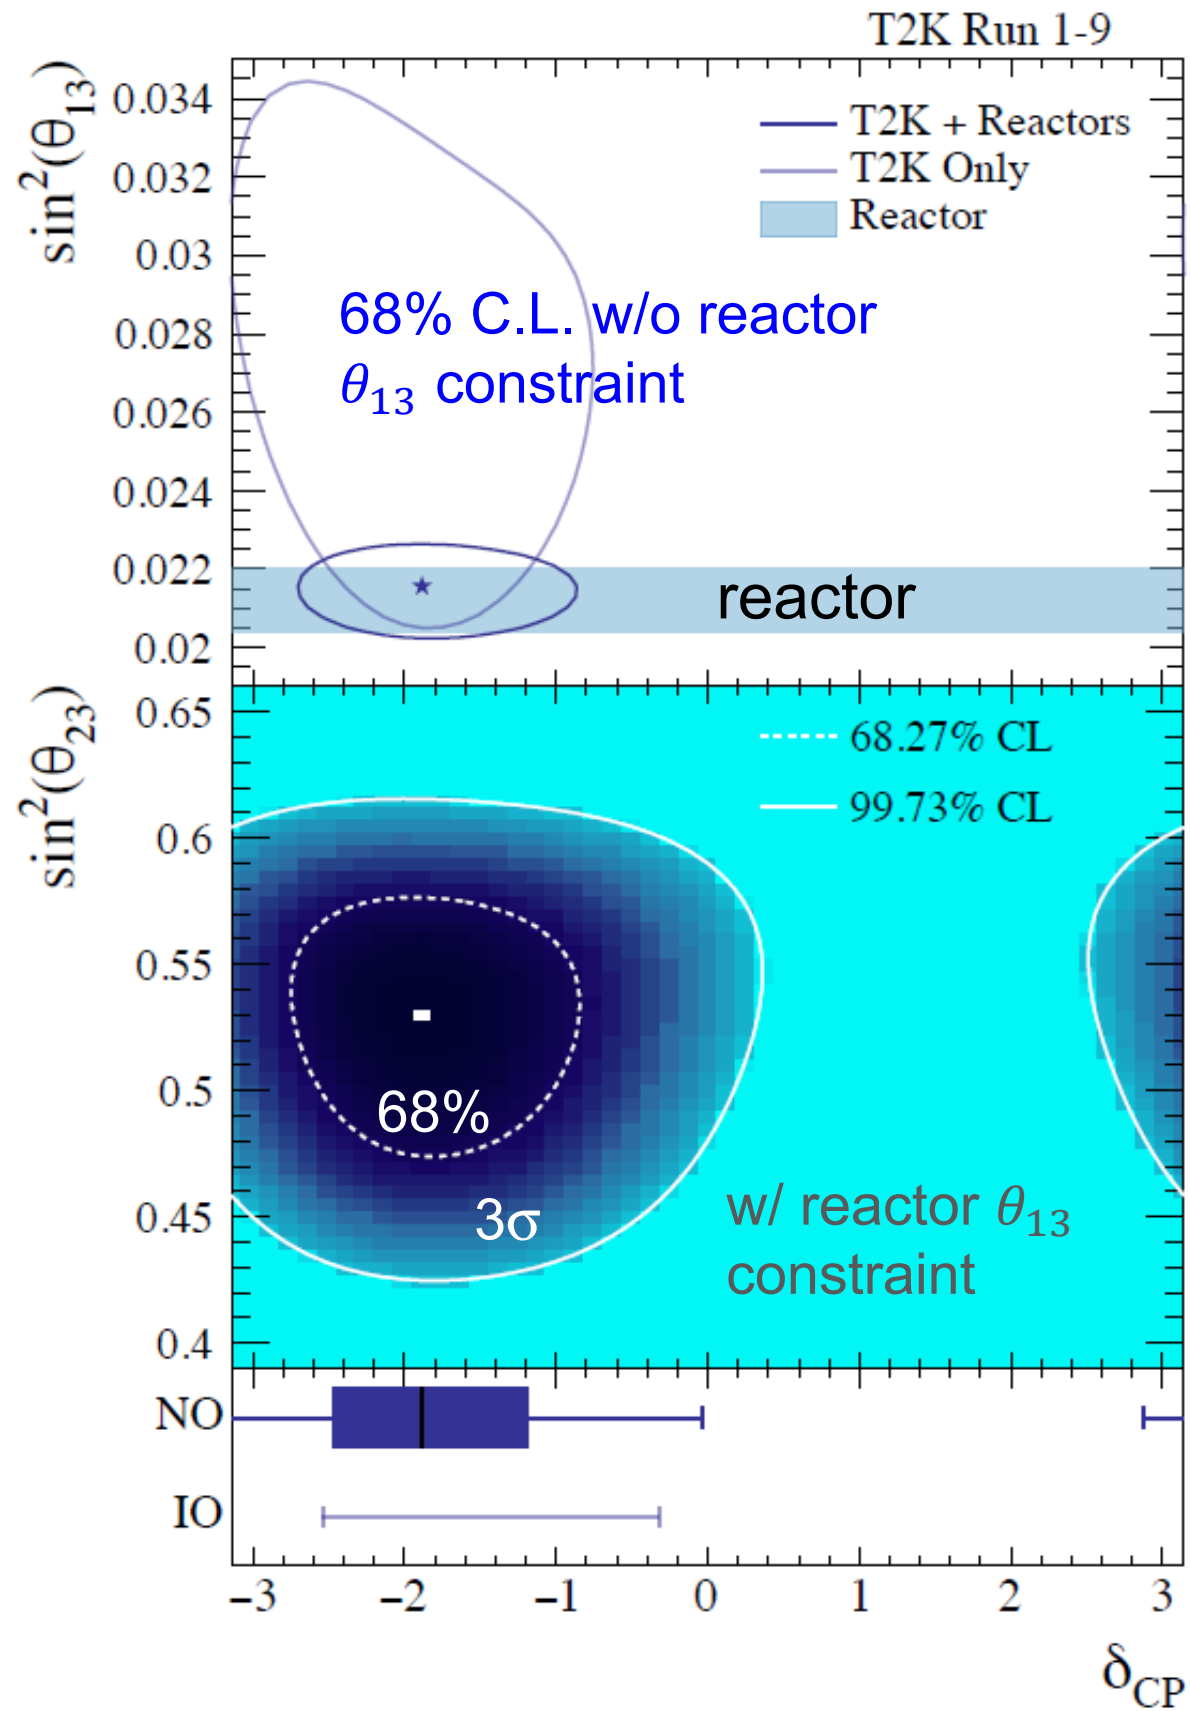 T2K Run 1-9
sin²(θ₁₃)
0.034
0.032
0.03
0.028
0.026
0.024
0.022
0.02
T2K + Reactors
T2K Only
Reactor
68% C.L. w/o reactor
θ₁₃ constraint
reactor
sin²(θ₂₃)
0.65
0.6
0.55
0.5
0.45
0.4
68.27% CL
99.73% CL
68%
3σ
w/ reactor θ₁₃
constraint
NO
IO
−3 −2 −1 0 1 2 3
δCP